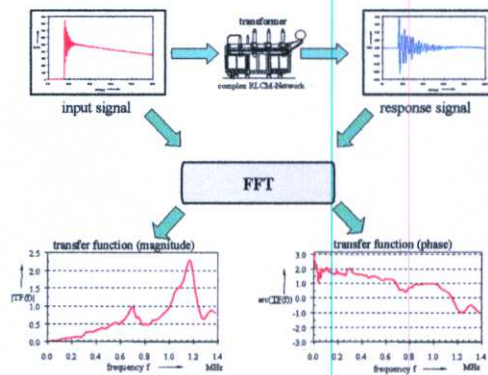 transformer
complex RLCM-Network
input signal
response signal
FFT
transfer function (magnitude)
2.5
2.0
1.5
1.0
0.5
0.0
|TF(f)|
0.0 0.2 0.4 0.6 0.8 1.0 1.2 1.4
frequency f
MHz
transfer function (phase)
3.0
2.0
1.0
0.0
-1.0
-2.0
arc(TF(f))
0.0 0.2 0.4 0.6 0.8 1.0 1.2 1.4
frequency f
MHz